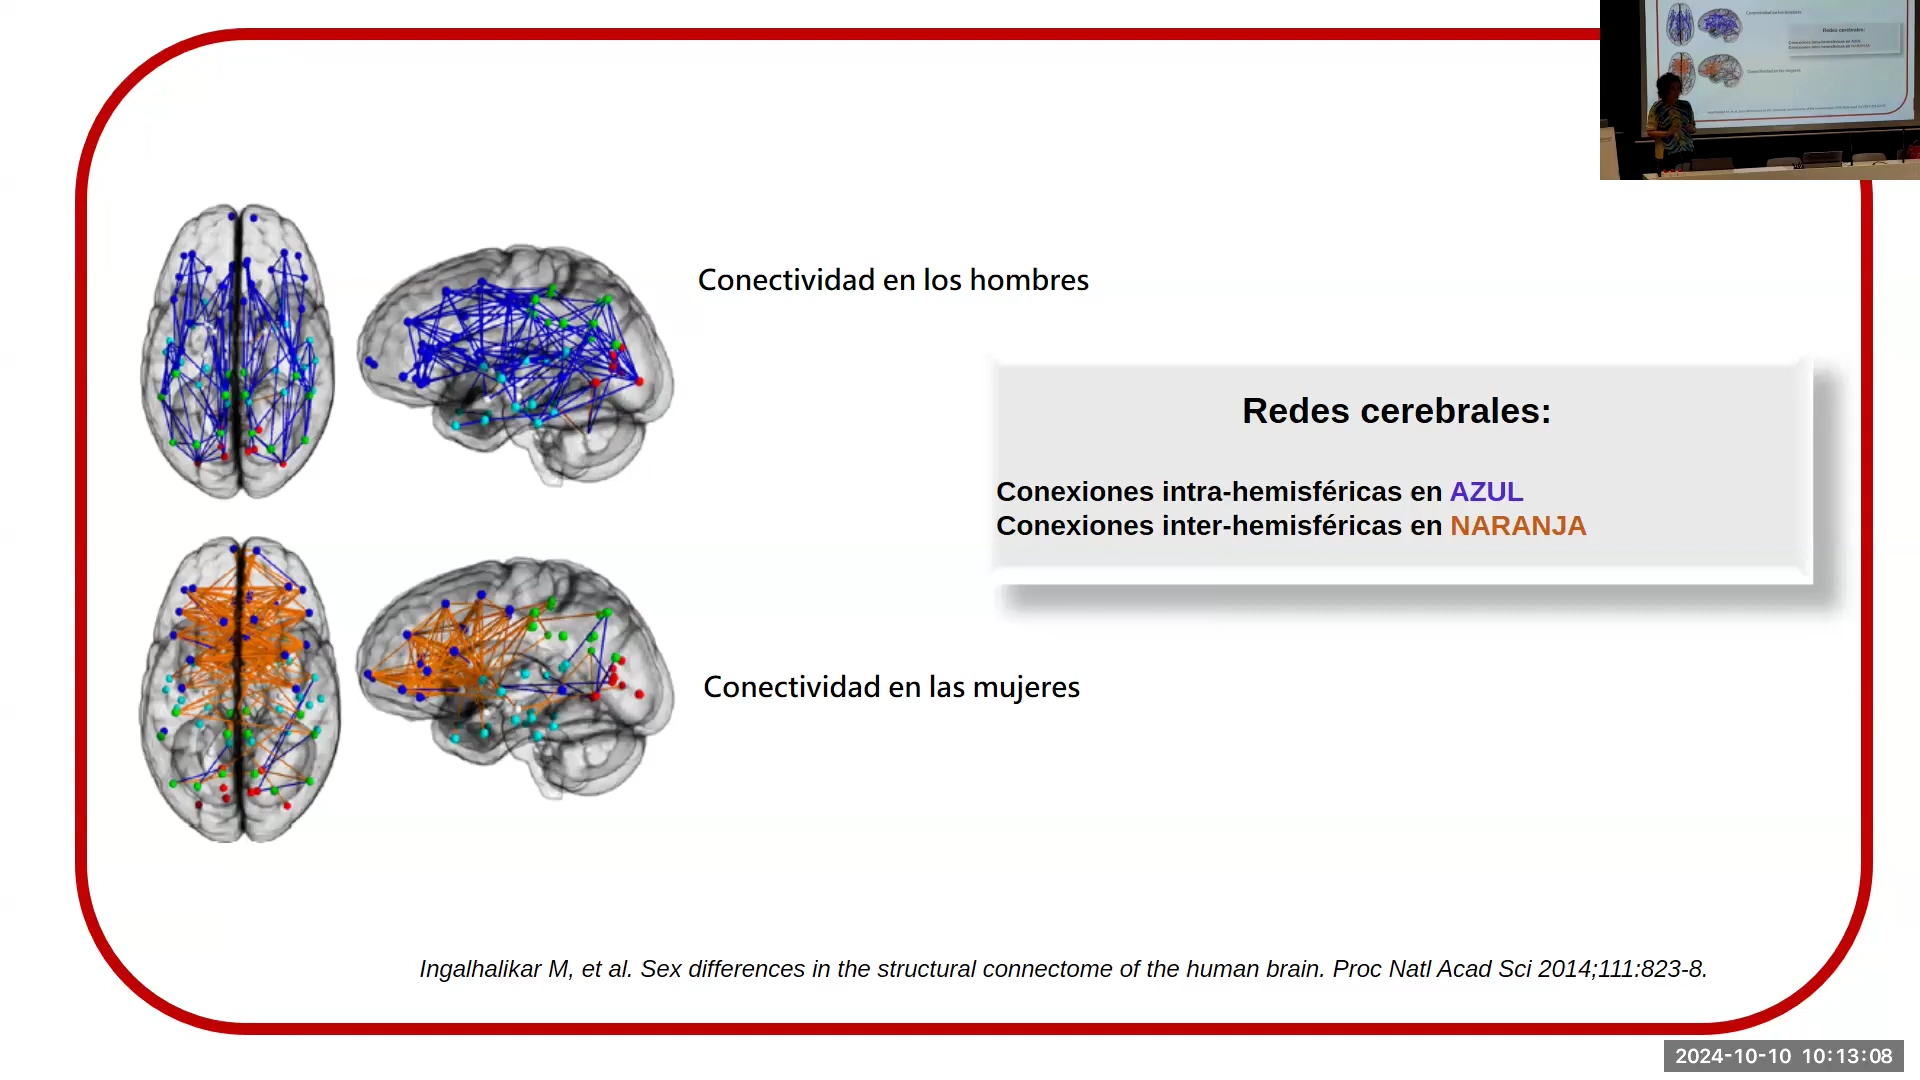 Conectividad en los hombres
Redes cerebrales:
Conexiones intra-hemisféricas en AZUL
Conexiones inter-hemisféricas en NARANJA
Conectividad en las mujeres
Ingalhalikar M, et al. Sex differences in the structural connectome of the human brain. Proc Natl Acad Sci 2014;111:823-8.
2024-10-10 10:13:08